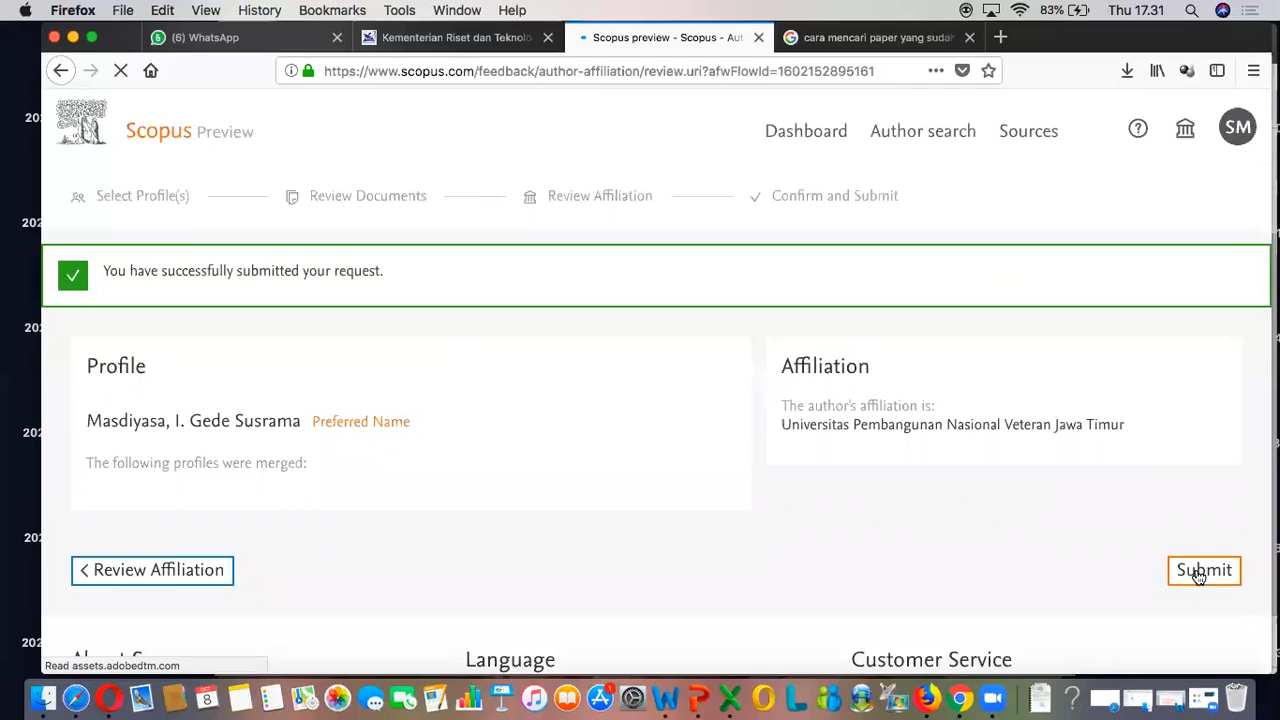 Firefox File Edit View History Bookmarks Tools Window Help 83% Thu 17.31
(6) WhatsApp
Kementerian Riset dan Teknolo
Scopus preview - Scopus - Aut
cara mencari paper yang sudah
https://www.scopus.com/feedback/author-affiliation/review.uri?afwFlowId=1602152895161
Scopus Preview
Dashboard Author search Sources SM
Select Profile(s) Review Documents Review Affiliation Confirm and Submit
You have successfully submitted your request.
Profile
Masdiyasa, I. Gede Susrama Preferred Name
The following profiles were merged:
Affiliation
The author's affiliation is:
Universitas Pembangunan Nasional Veteran Jawa Timur
< Review Affiliation
Submit
Language
Customer Service
Read assets.adobedtm.com